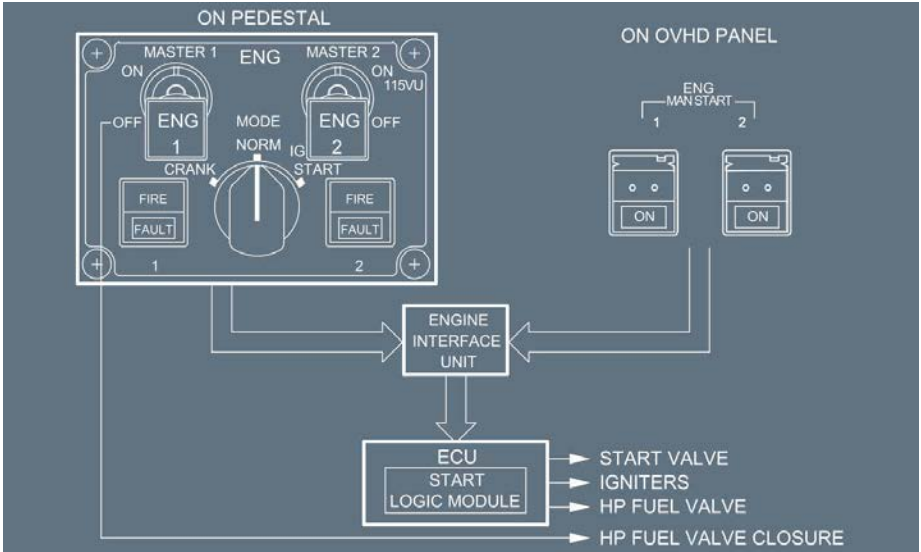 ON PEDESTAL
ON OVHD PANEL
MASTER 1 ENG MASTER 2
ON ON
115VU
OFF ENG 1 MODE ENG 2 OFF
NORM
CRANK IG START
FIRE FIRE
FAULT FAULT
1 2
ENG
MAN START
1 2
ON ON
ENGINE
INTERFACE
UNIT
ECU
START
LOGIC MODULE
START VALVE
IGNITERS
HP FUEL VALVE
HP FUEL VALVE CLOSURE